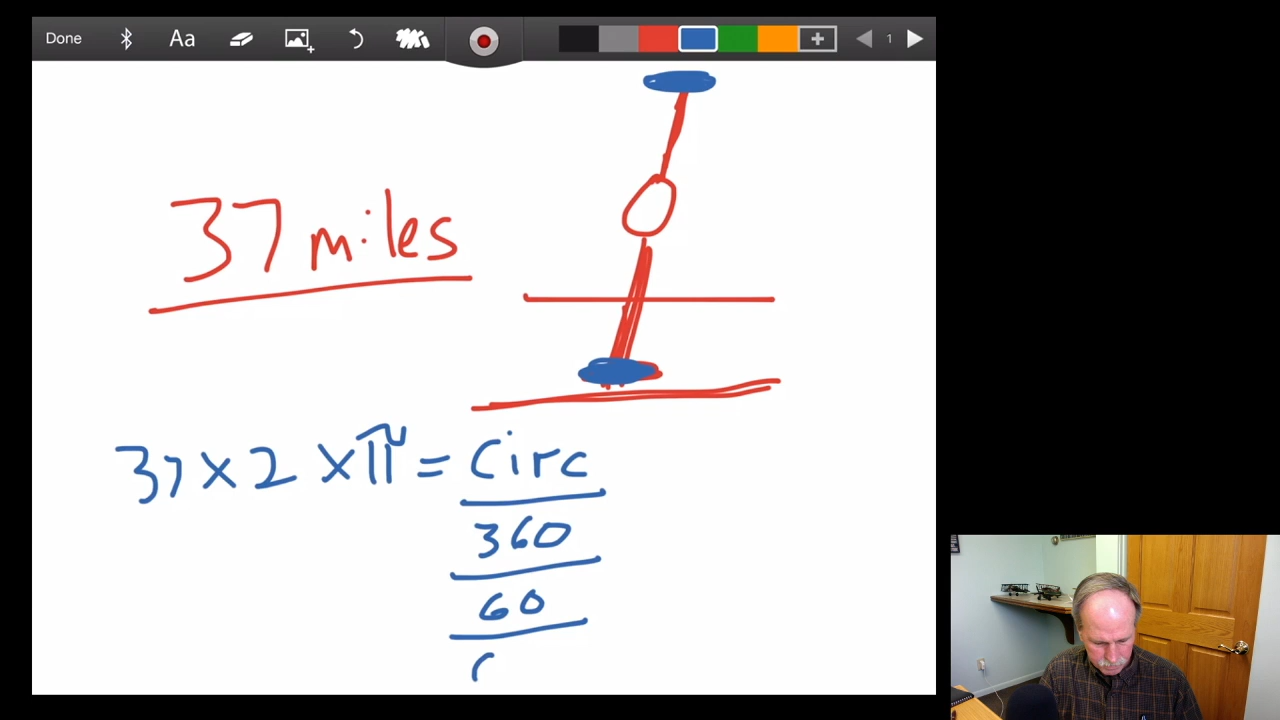 Done Aa 1
37 miles
37 x 2 x π = Circ
360
60